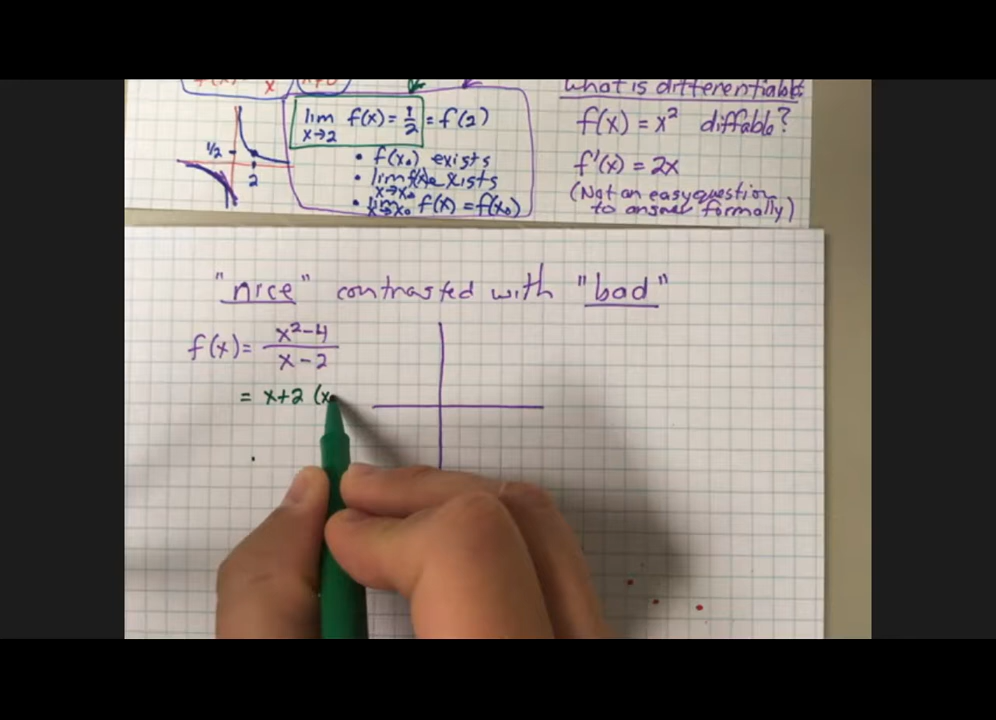 x
lim f(x) = 1/2 = f(2)
x→2
• f(x₀) exists
• lim f(x) exists
x→x₀
• lim f(x) = f(x₀)
x→x₀
1/2
2
What is differentiable
f(x) = x² diffable?
f'(x) = 2x
(Not an easy question
to answer formally)
"nice" contrasted with "bad"
f(x) = x²-4
x-2
= x+2 (x